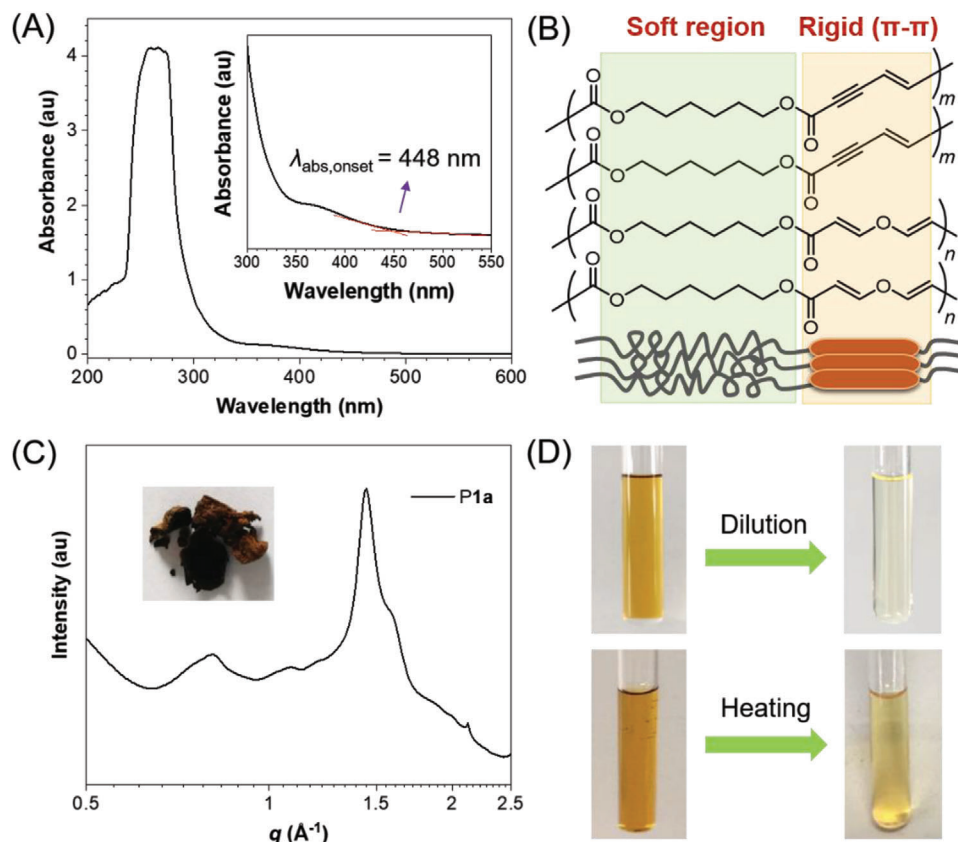 (A)
Absorbance (au)
4
3
2
1
0
200
300
400
500
600
Wavelength (nm)
Absorbance (au)
λabs,onset = 448 nm
300
350
400
450
500
550
Wavelength (nm)
(B)
Soft region
Rigid (π-π)
O
O
O
O
m
O
O
O
O
m
O
O
O
O
O
n
O
O
O
O
O
n
(C)
P1a
Intensity (au)
0.5
1
1.5
2
2.5
q (Å⁻¹)
(D)
Dilution
Heating